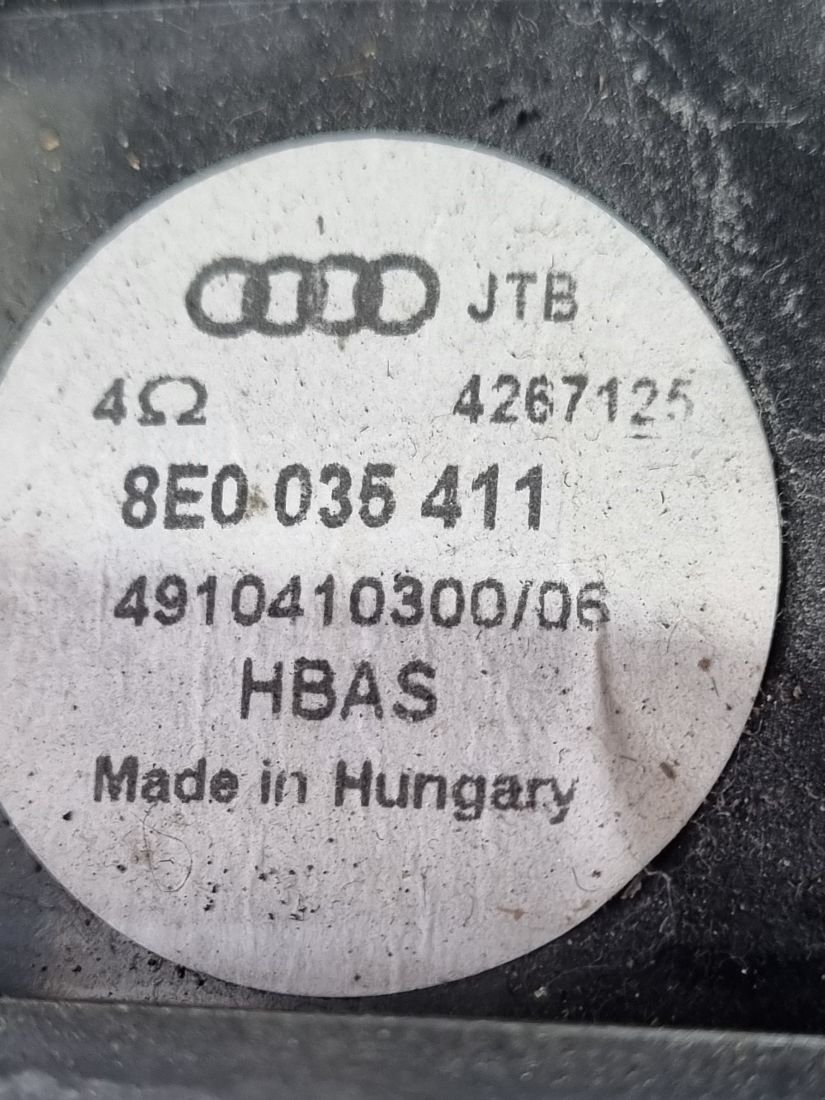 JTB
4Ω 4267125
8E0 035 411
4910410300/06
HBAS
Made in Hungary